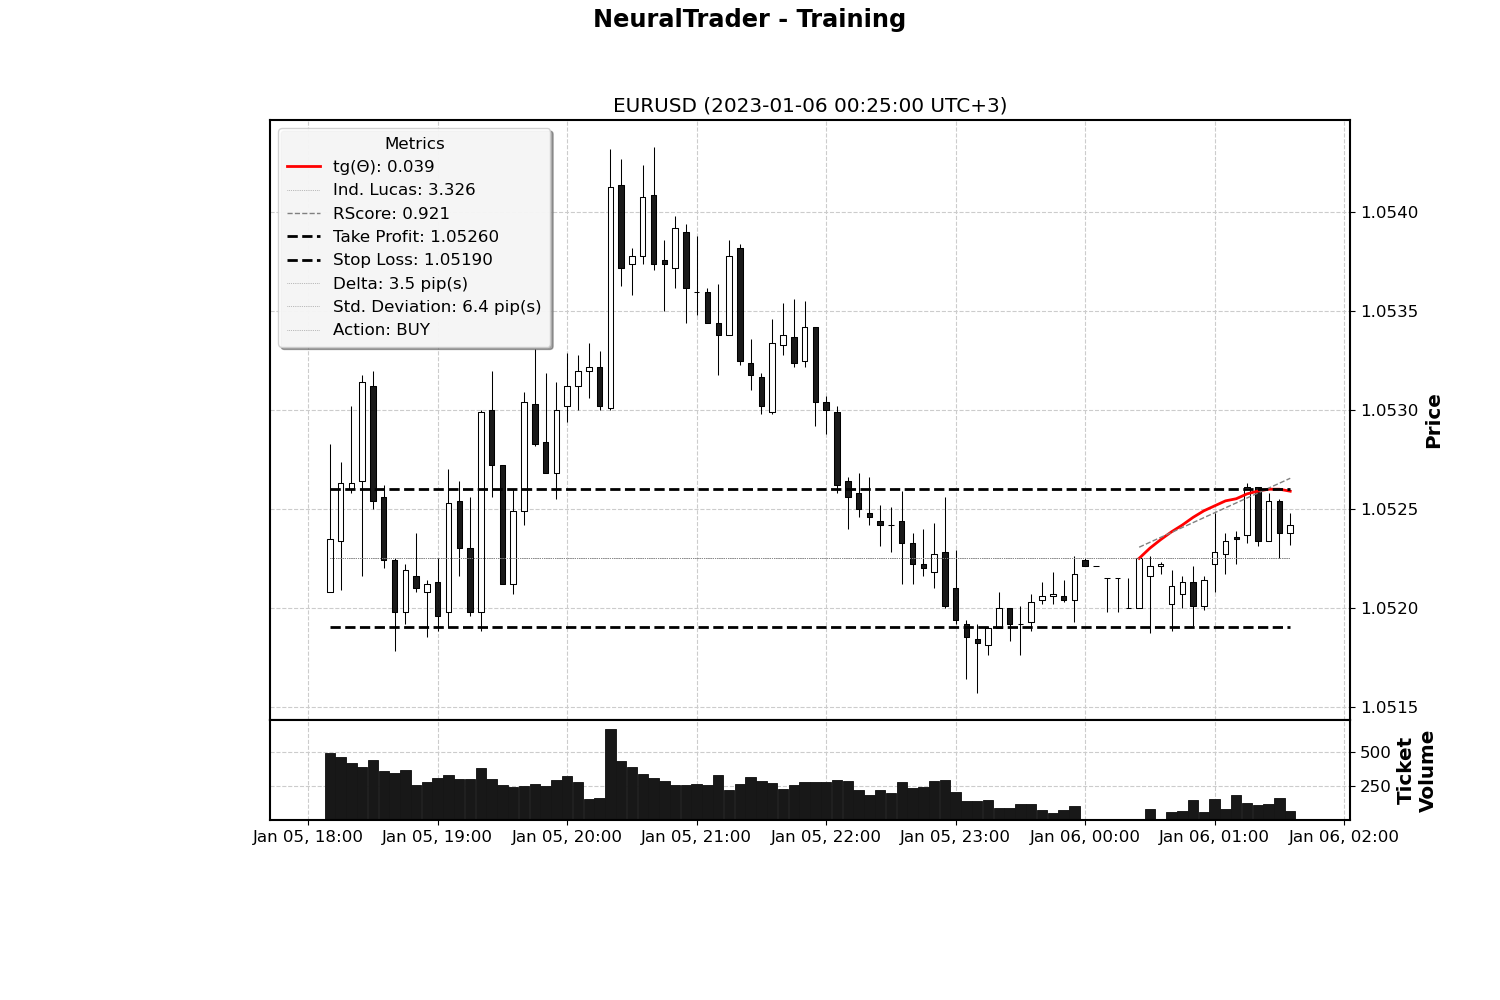 NeuralTrader - Training
EURUSD (2023-01-06 00:25:00 UTC+3)
Metrics
tg(Θ): 0.039
Ind. Lucas: 3.326
RScore: 0.921
Take Profit: 1.05260
Stop Loss: 1.05190
Delta: 3.5 pip(s)
Std. Deviation: 6.4 pip(s)
Action: BUY
1.0540
1.0535
1.0530
1.0525
1.0520
1.0515
Price
500
250
Ticket
Volume
Jan 05, 18:00
Jan 05, 19:00
Jan 05, 20:00
Jan 05, 21:00
Jan 05, 22:00
Jan 05, 23:00
Jan 06, 00:00
Jan 06, 01:00
Jan 06, 02:00